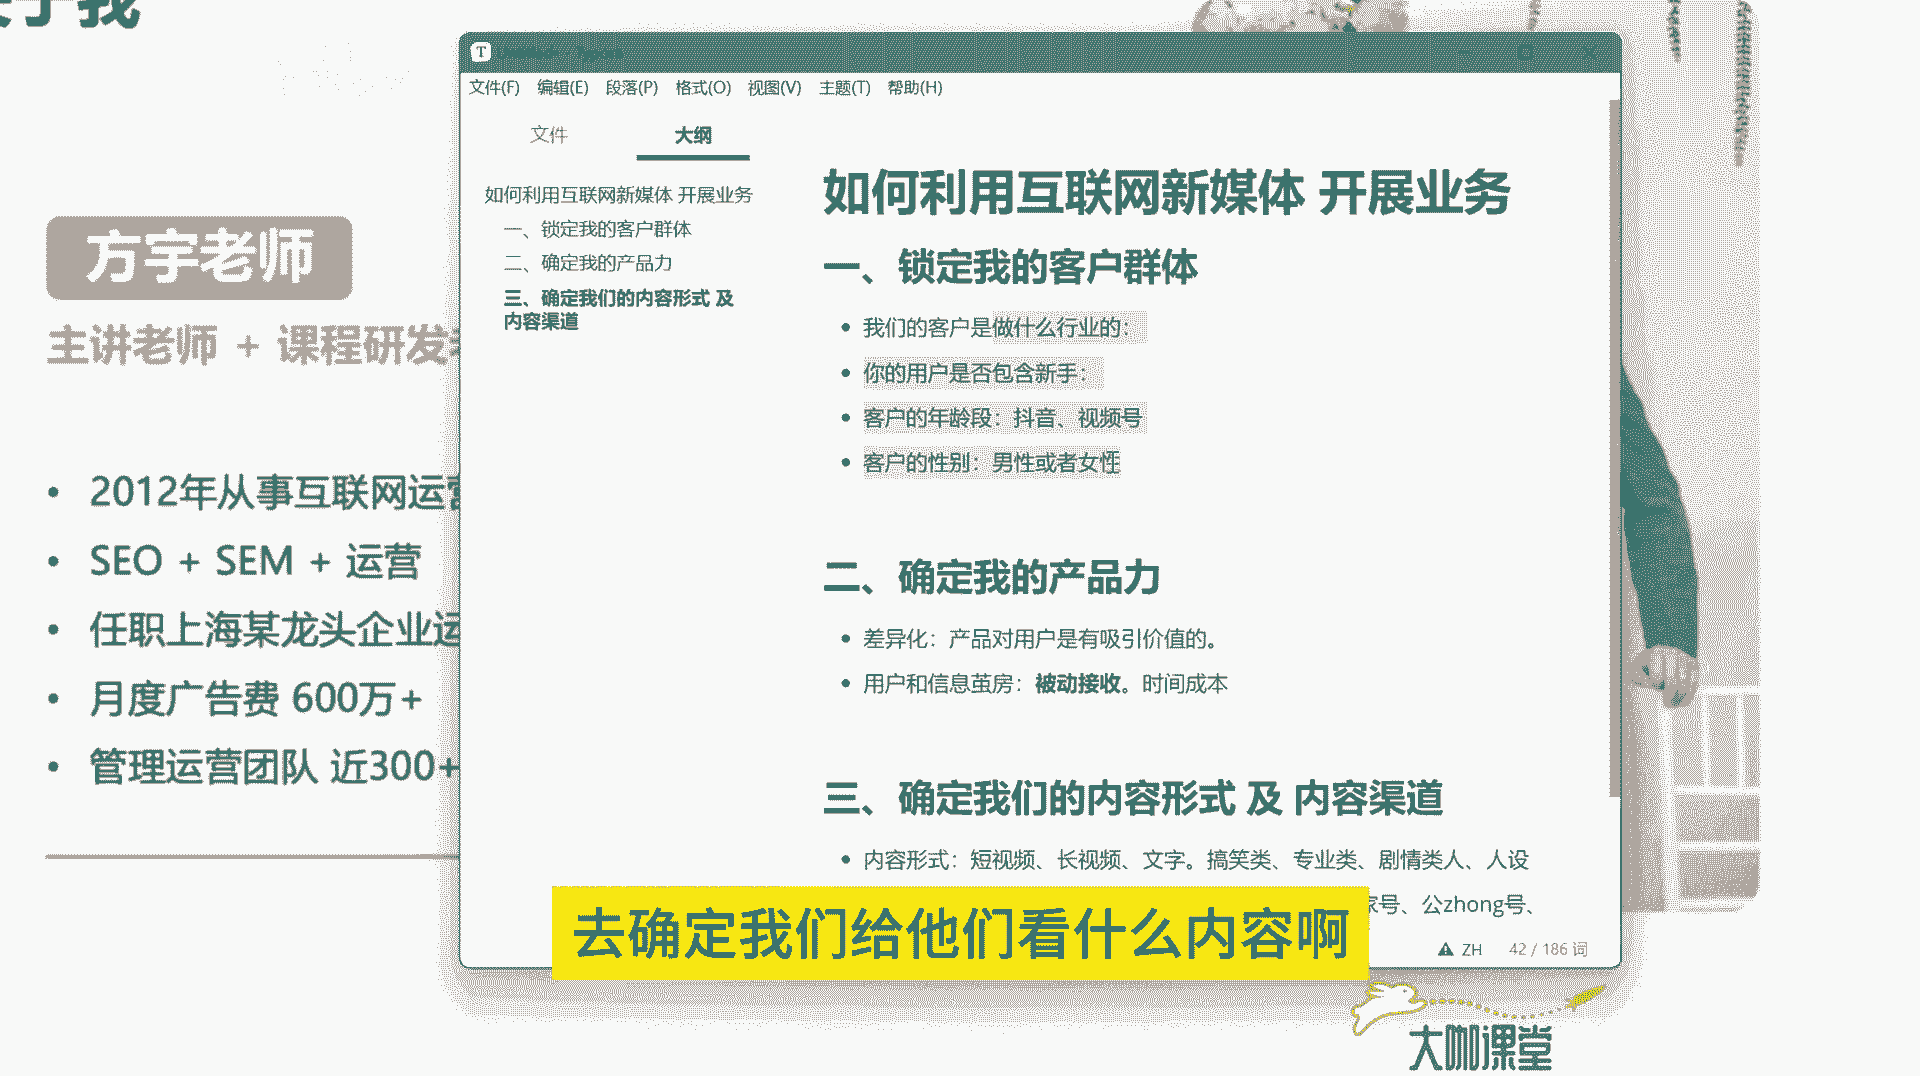 方宇老师
主讲老师 + 课程研发
2012年从事互联网运营
SEO + SEM + 运营
任职上海某龙头企业运
月度广告费 600万+
管理运营团队 近300+
T
文件(F) 编辑(E) 段落(P) 格式(O) 视图(V) 主题(T) 帮助(H)
文件 大纲
如何利用互联网新媒体 开展业务
一、锁定我的客户群体
二、确定我的产品力
三、确定我们的内容形式 及
内容渠道
如何利用互联网新媒体 开展业务
一、锁定我的客户群体
我们的客户是做什么行业的：
你的用户是否包含新手：
客户的年龄段：抖音、视频号
客户的性别：男性或者女性
二、确定我的产品力
差异化：产品对用户是有吸引价值的。
用户和信息茧房：被动接收。时间成本
三、确定我们的内容形式 及 内容渠道
内容形式：短视频、长视频、文字。搞笑类、专业类、剧情类人、人设
家号、公zhong号、
去确定我们给他们看什么内容啊
ZH 42 / 186 词
大咖课堂